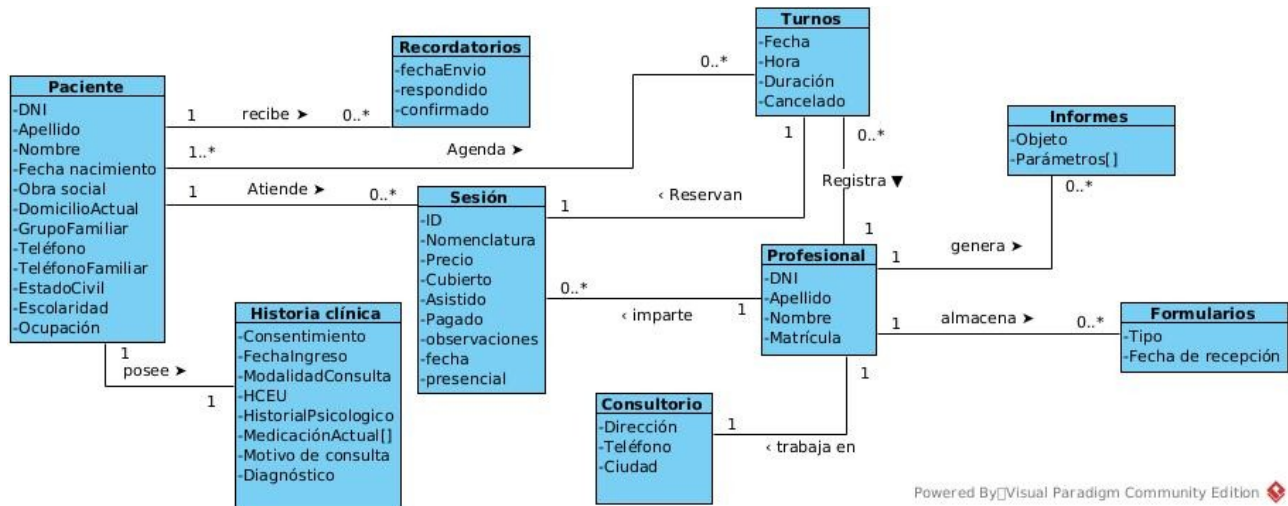 Turnos
-Fecha
-Hora
-Duración
-Cancelado
Recordatorios
-fechaEnvio
-respondido
-confirmado
Paciente
-DNI
-Apellido
-Nombre
-Fecha nacimiento
-Obra social
-DomicilioActual
-GrupoFamiliar
-Teléfono
-TeléfonoFamiliar
-EstadoCivil
-Escolaridad
-Ocupación
1 recibe ➤ 0..*
1..* Agenda ➤ 0..*
1 Atiende ➤ 0..*
Informes
-Objeto
-Parámetros[]
0..*
Sesión
-ID
-Nomenclatura
-Precio
-Cubierto
-Asistido
-Pagado
-observaciones
-fecha
-presencial
1 ‹ Reservan 1
0..*
Registra ▼
1
Profesional
-DNI
-Apellido
-Nombre
-Matrícula
1 genera ➤
0..* ‹ imparte 1
1 almacena ➤ 0..*
Formularios
-Tipo
-Fecha de recepción
Historia clínica
-Consentimiento
-FechaIngreso
-ModalidadConsulta
-HCEU
-HistorialPsicologico
-MedicaciónActual[]
-Motivo de consulta
-Diagnóstico
1
posee ➤
1
Consultorio
-Dirección
-Teléfono
-Ciudad
1
1
‹ trabaja en
Powered By Visual Paradigm Community Edition